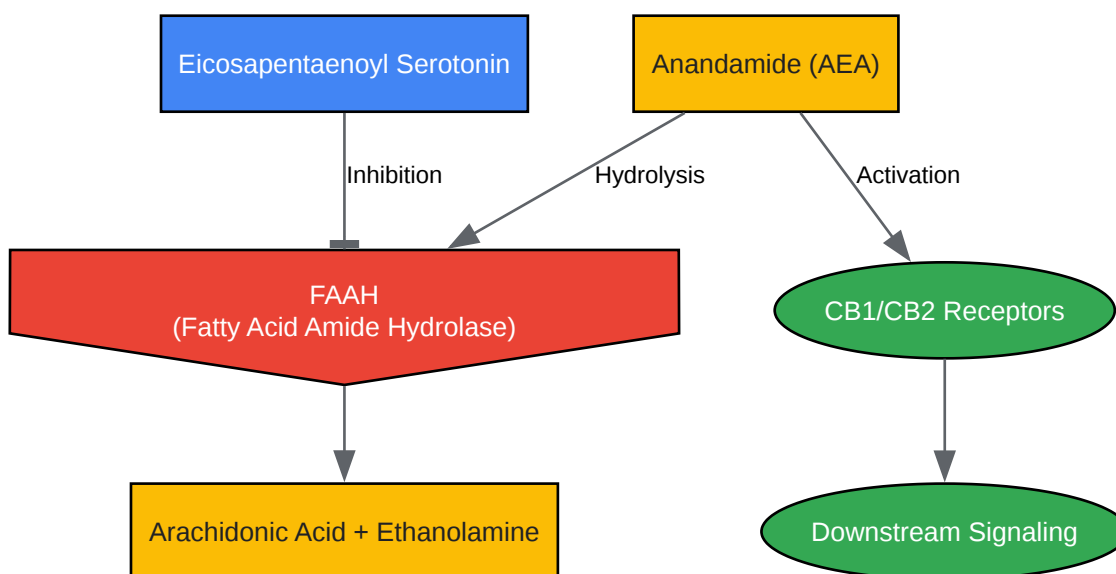 Eicosapentaenoyl Serotonin
Anandamide (AEA)
Inhibition
Hydrolysis
Activation
FAAH
(Fatty Acid Amide Hydrolase)
CB1/CB2 Receptors
Arachidonic Acid + Ethanolamine
Downstream Signaling